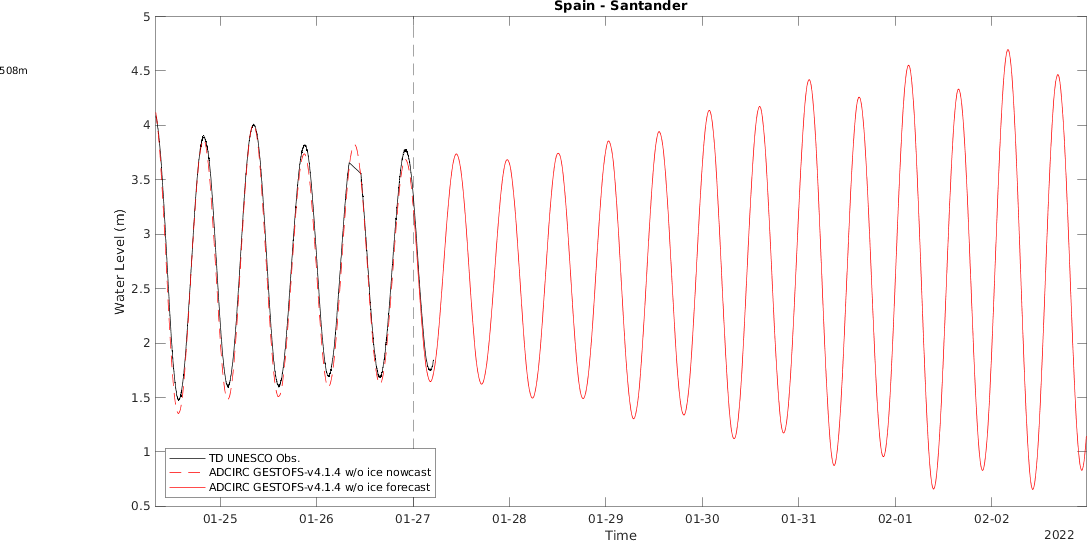 Spain - Santander
508m
5
4.5
4
3.5
3
2.5
2
1.5
1
0.5
Water Level (m)
TD UNESCO Obs.
ADCIRC GESTOFS-v4.1.4 w/o ice nowcast
ADCIRC GESTOFS-v4.1.4 w/o ice forecast
01-25 01-26 01-27 01-28 01-29 01-30 01-31 02-01 02-02
Time
2022